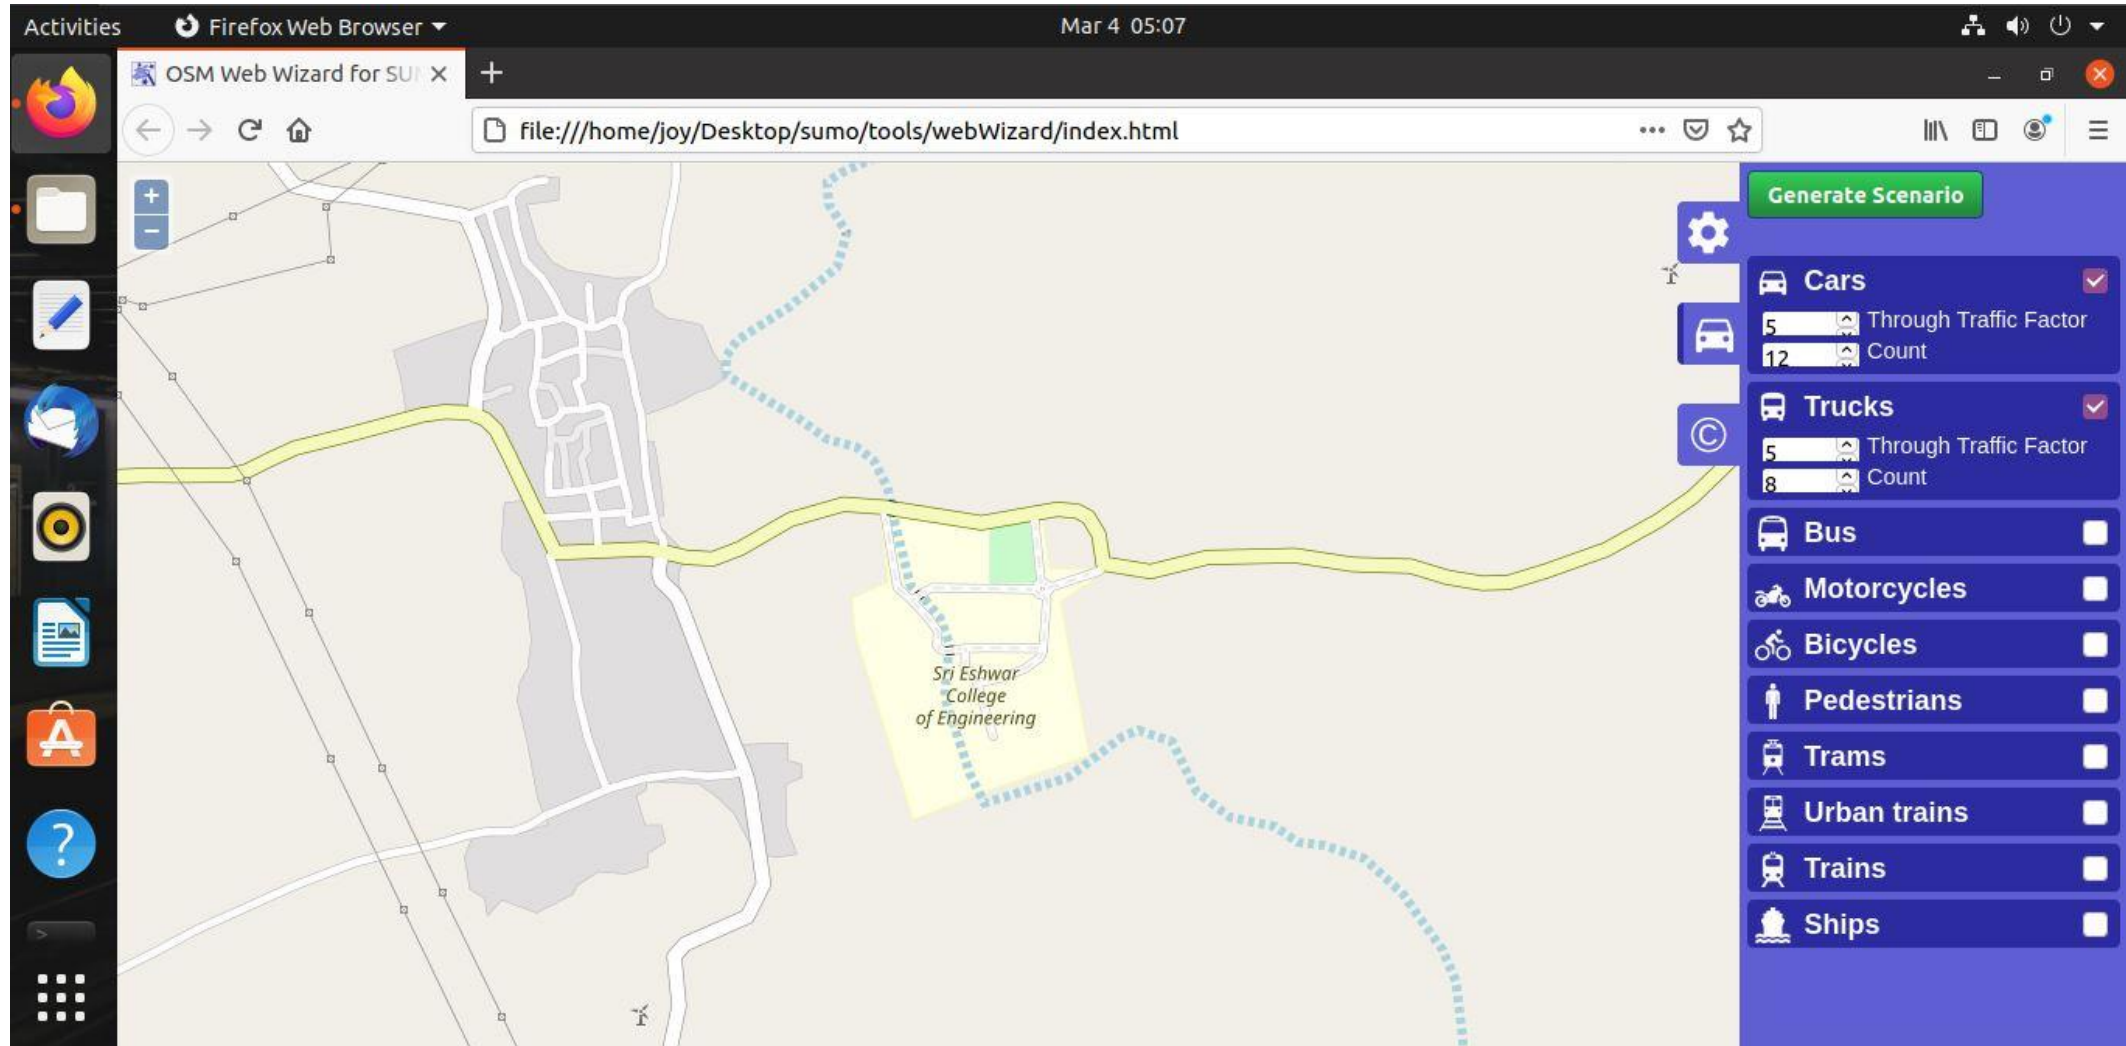 Activities
Firefox Web Browser
Mar 4 05:07
OSM Web Wizard for SU
file:///home/joy/Desktop/sumo/tools/webWizard/index.html
Generate Scenario
Cars
5 Through Traffic Factor
12 Count
Trucks
5 Through Traffic Factor
8 Count
Bus
Motorcycles
Bicycles
Pedestrians
Trams
Urban trains
Trains
Ships
Sri Eshwar
College
of Engineering